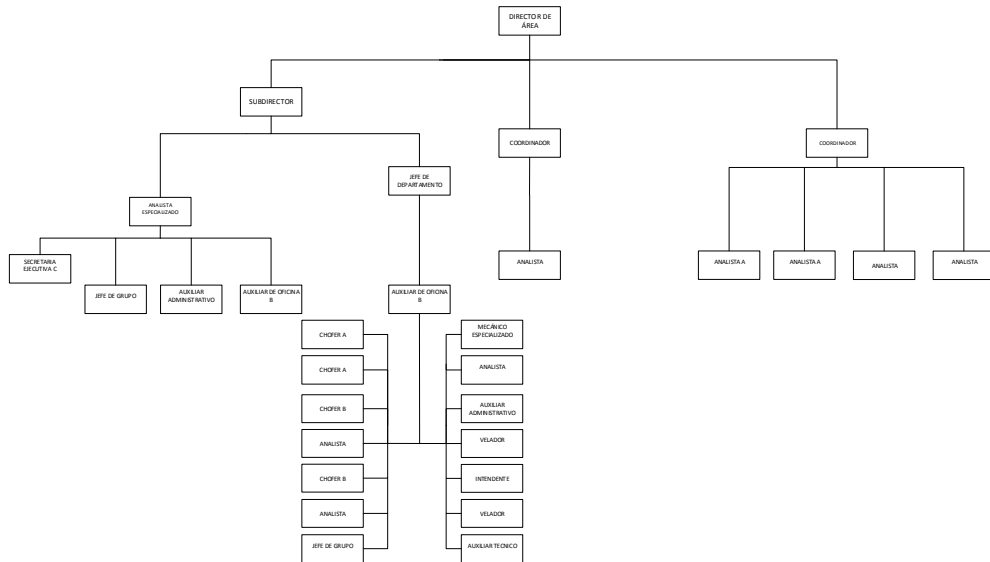 DIRECTOR DE
ÁREA
SUBDIRECTOR
COORDINADOR
COORDINADOR
JEFE DE
DEPARTAMENTO
ANALISTA
ESPECIALIZADO
SECRETARIA
EJECUTIVA C
JEFE DE GRUPO
AUXILIAR
ADMINISTRATIVO
AUXILIAR DE OFICINA
B
AUXILIAR DE OFICINA
B
ANALISTA
ANALISTA A
ANALISTA A
ANALISTA
ANALISTA
CHOFER A
MECÁNICO
ESPECIALIZADO
CHOFER A
ANALISTA
CHOFER B
AUXILIAR
ADMINISTRATIVO
ANALISTA
VELADOR
CHOFER B
INTENDENTE
ANALISTA
VELADOR
JEFE DE GRUPO
AUXILIAR TECNICO